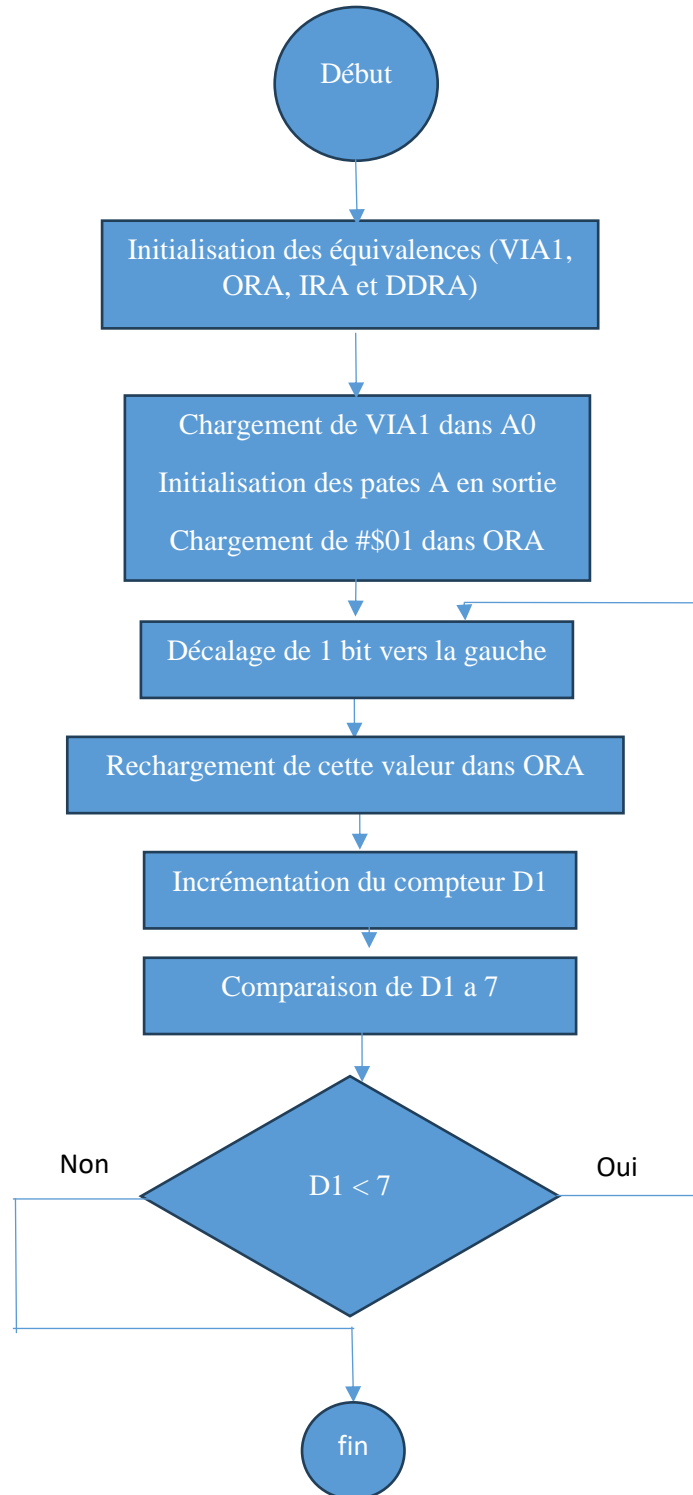 Début
Initialisation des équivalences (VIA1,
ORA, IRA et DDRA)
Chargement de VIA1 dans A0
Initialisation des pates A en sortie
Chargement de #$01 dans ORA
Décalage de 1 bit vers la gauche
Rechargement de cette valeur dans ORA
Incrémentation du compteur D1
Comparaison de D1 a 7
Non
D1 < 7
Oui
fin